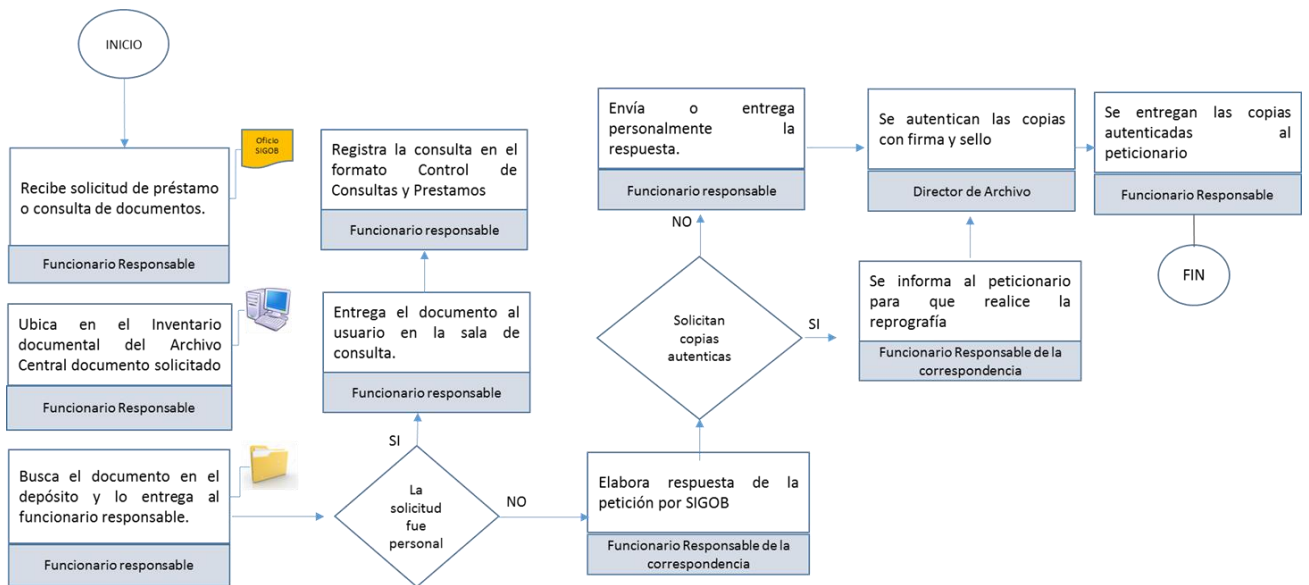 INICIO
Oficio
SIGOB
Recibe solicitud de préstamo
o consulta de documentos.
Funcionario Responsable
Ubica en el Inventario
documental del Archivo
Central documento solicitado
Funcionario Responsable
Busca el documento en el
depósito y lo entrega al
funcionario responsable.
Funcionario responsable
La
solicitud
fue
personal
SI
NO
Entrega el documento al
usuario en la sala de
consulta.
Funcionario responsable
Registra la consulta en el
formato Control de
Consultas y Prestamos
Funcionario responsable
Elabora respuesta de la
petición por SIGOB
Funcionario Responsable de la
correspondencia
Solicitan
copias
autenticas
NO
SI
Envía o entrega
personalmente la
respuesta.
Funcionario responsable
Se informa al peticionario
para que realice la
reprografía
Funcionario Responsable de la
correspondencia
Se autentican las copias
con firma y sello
Director de Archivo
Se entregan las copias
autenticadas al
peticionario
Funcionario Responsable
FIN